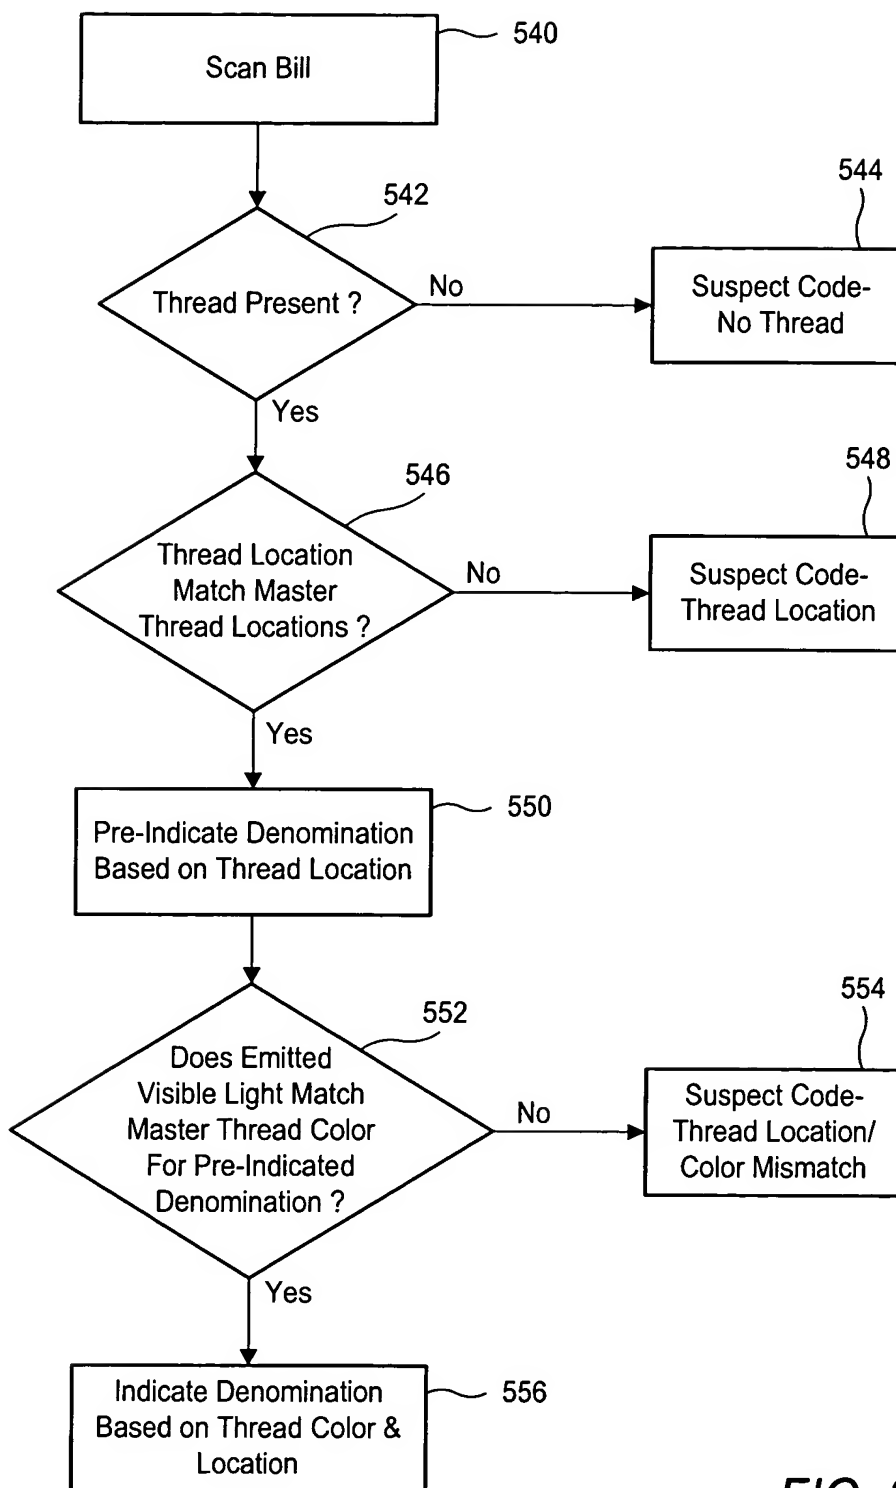 540
Scan Bill
542
544
Thread Present ?
No
Suspect Code-
No Thread
Yes
546
548
Thread Location
Match Master
Thread Locations ?
No
Suspect Code-
Thread Location
Yes
550
Pre-Indicate Denomination
Based on Thread Location
552
554
Does Emitted
Visible Light Match
Master Thread Color
For Pre-Indicated
Denomination ?
No
Suspect Code-
Thread Location/
Color Mismatch
Yes
556
Indicate Denomination
Based on Thread Color &
Location
FIG.